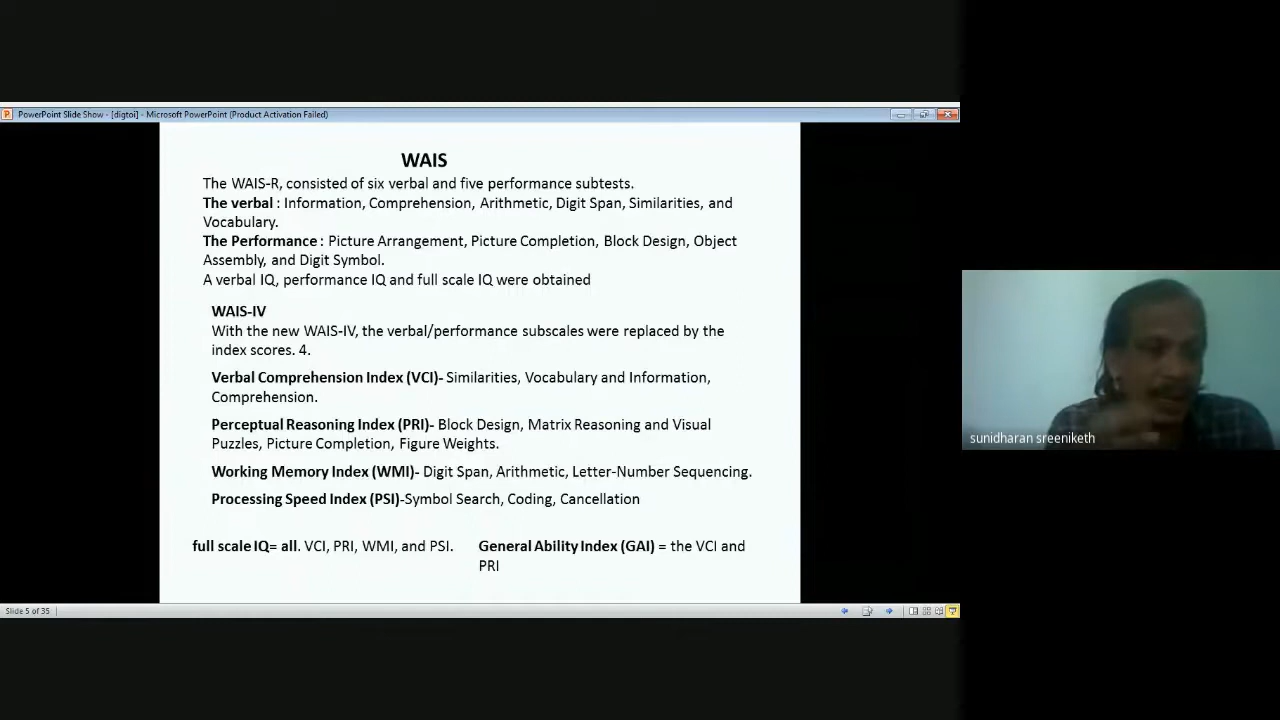 PowerPoint Slide Show - [digtoi] - Microsoft PowerPoint (Product Activation Failed)
WAIS
The WAIS-R, consisted of six verbal and five performance subtests.
The verbal : Information, Comprehension, Arithmetic, Digit Span, Similarities, and
Vocabulary.
The Performance : Picture Arrangement, Picture Completion, Block Design, Object
Assembly, and Digit Symbol.
A verbal IQ, performance IQ and full scale IQ were obtained
WAIS-IV
With the new WAIS-IV, the verbal/performance subscales were replaced by the
index scores. 4.
Verbal Comprehension Index (VCI)- Similarities, Vocabulary and Information,
Comprehension.
Perceptual Reasoning Index (PRI)- Block Design, Matrix Reasoning and Visual
Puzzles, Picture Completion, Figure Weights.
Working Memory Index (WMI)- Digit Span, Arithmetic, Letter-Number Sequencing.
Processing Speed Index (PSI)-Symbol Search, Coding, Cancellation
full scale IQ= all. VCI, PRI, WMI, and PSI.
General Ability Index (GAI) = the VCI and
PRI
Slide 5 of 35
sunidharan sreeniketh